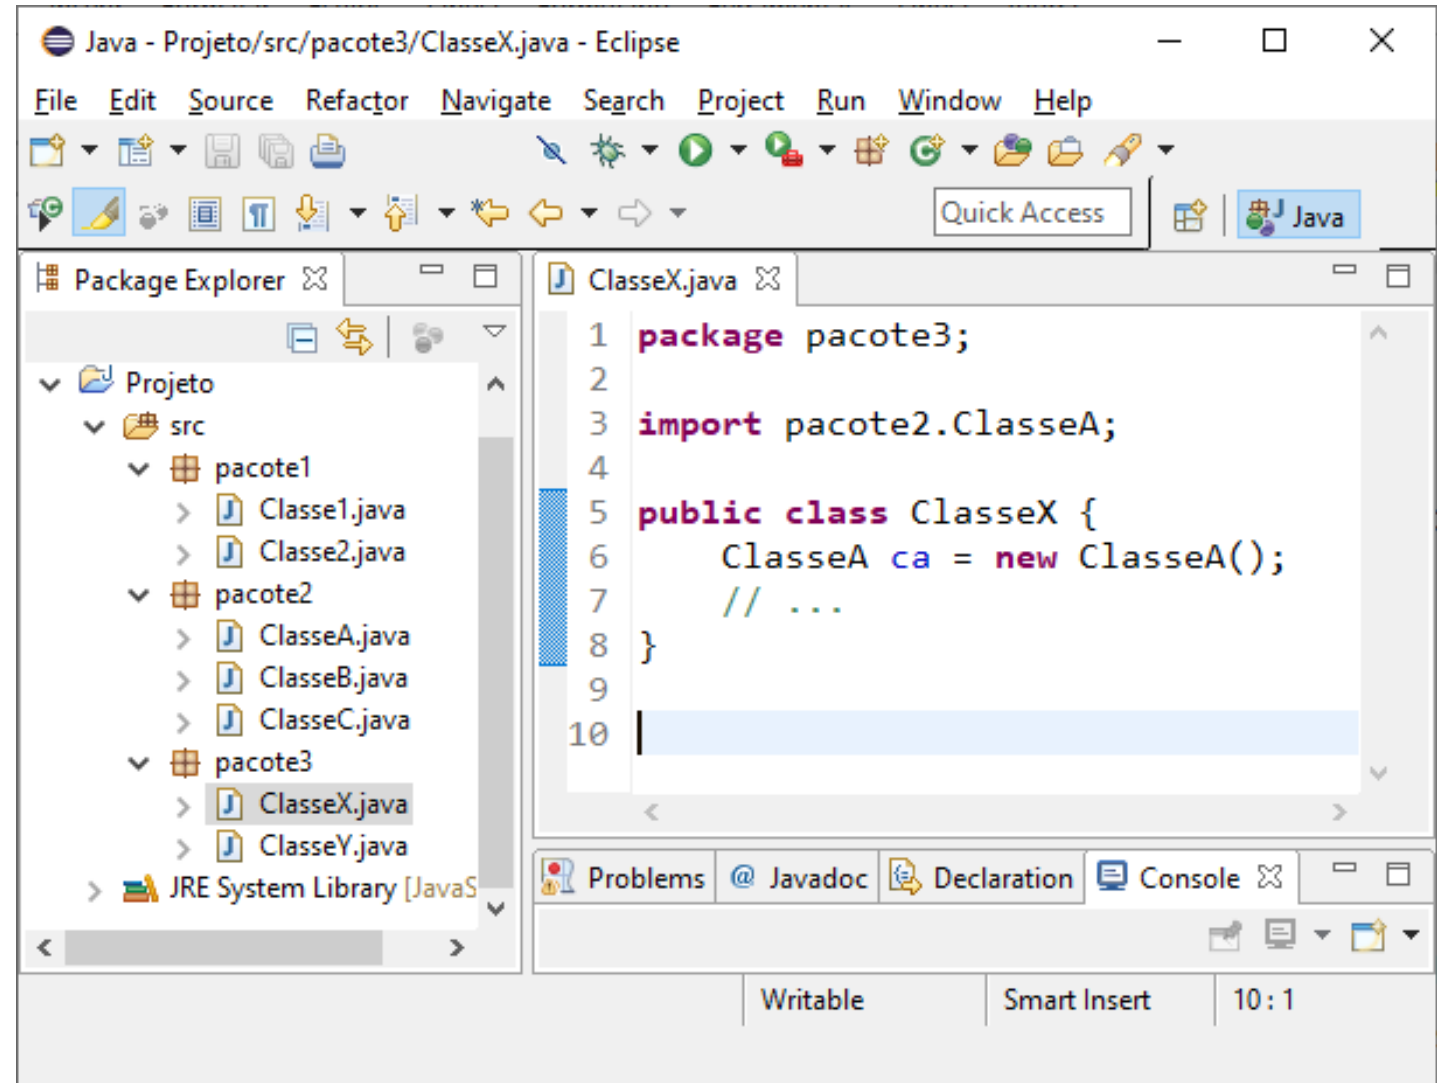 Java - Projeto/src/pacote3/ClasseX.java - Eclipse
File Edit Source Refactor Navigate Search Project Run Window Help
Quick Access
Java
Package Explorer
Projeto
src
pacote1
Classe1.java
Classe2.java
pacote2
ClasseA.java
ClasseB.java
ClasseC.java
pacote3
ClasseX.java
ClasseY.java
JRE System Library [JavaS
ClasseX.java
1 package pacote3;
2
3 import pacote2.ClasseA;
4
5 public class ClasseX {
6 ClasseA ca = new ClasseA();
7 // ...
8 }
9
10
Problems @ Javadoc Declaration Console
Writable Smart Insert 10 : 1